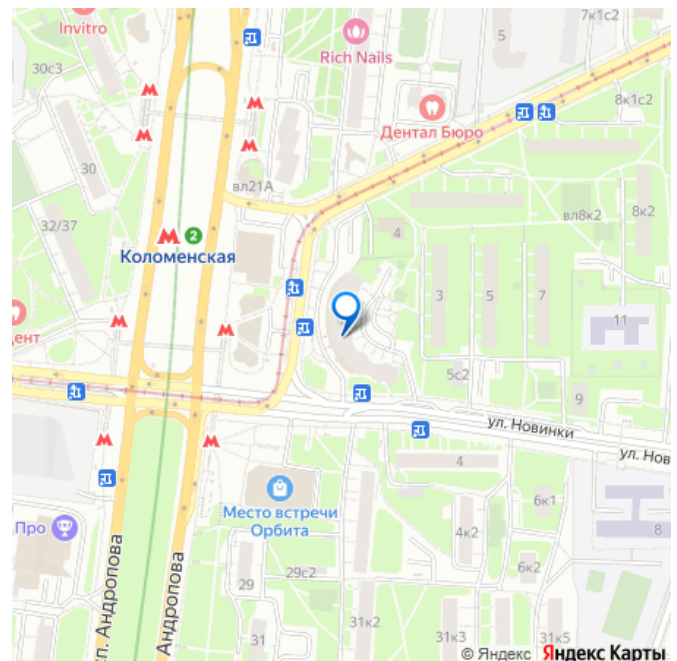 Invitro
30с3
Rich Nails
5
7к1с2
8к1с2
Дентал Бюро
30
вл21А
32/37
2
Коломенская
4
вл8к2
8к2
3
5
7
11
ент
5с2
9
ул. Новинки
ул. Нов
4
Место встречи
Орбита
6к1
Про
4к2
8
29
29с2
6к2
сп. Андропова
Андропова
31
31к2
31к3
31к5
© Яндекс Яндекс Карты